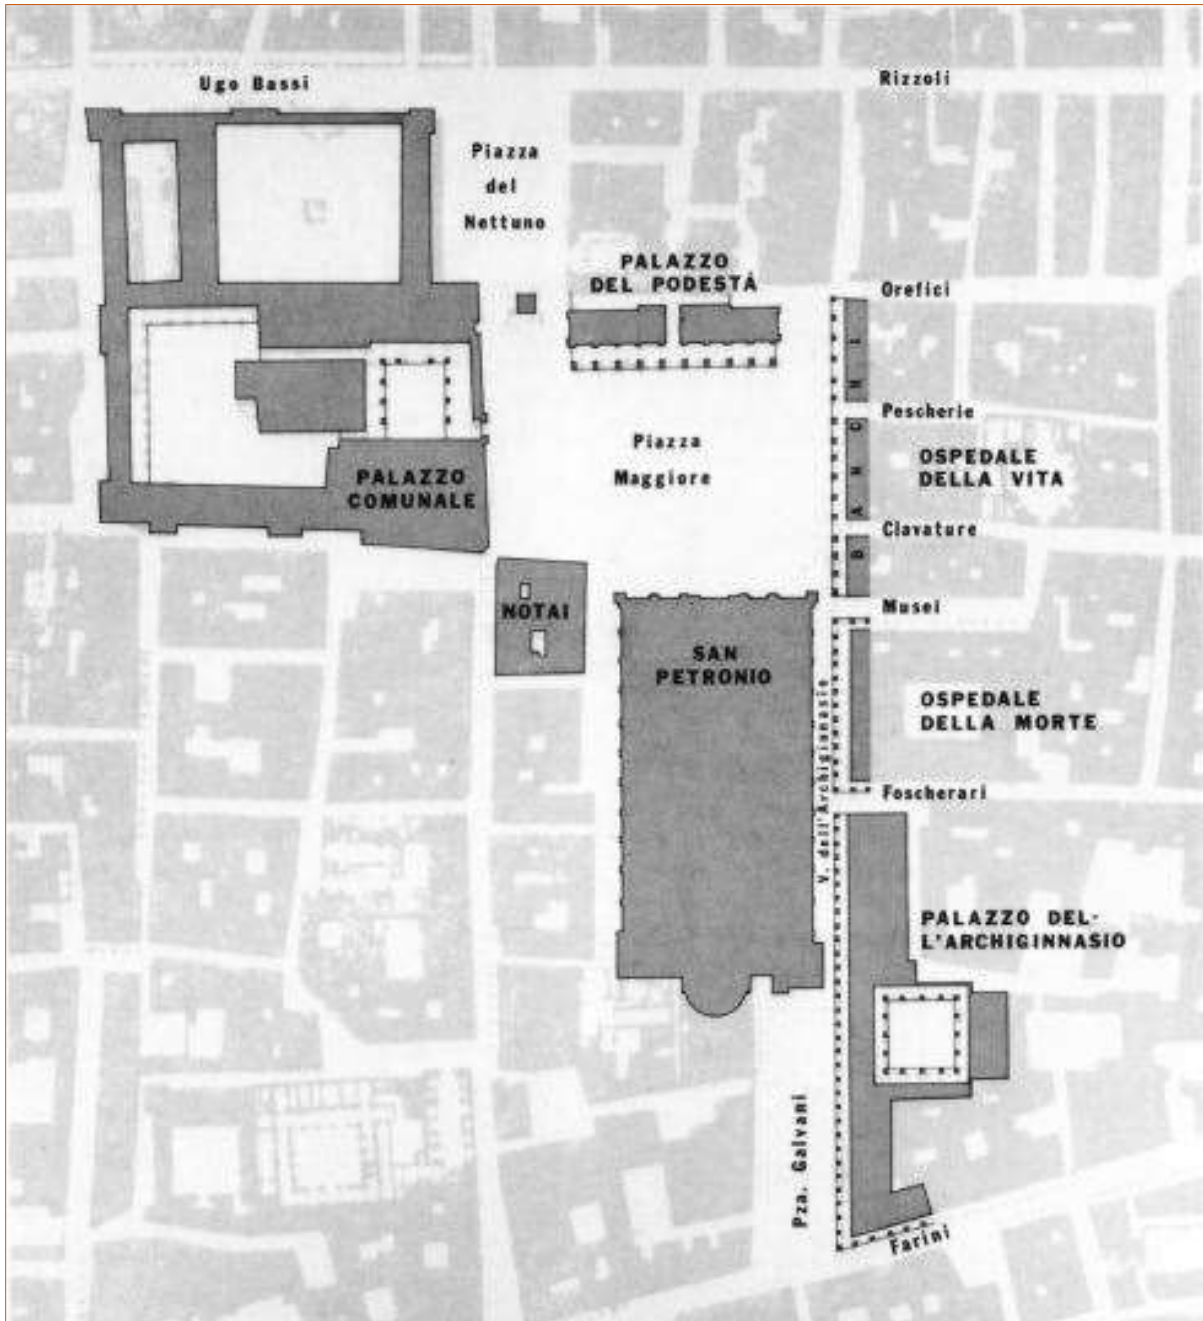 Ugo Bassi
Rizzoli
Piazza
del
Nettuno
PALAZZO
DEL PODESTÀ
Orefici
Pescherie
Piazza
Maggiore
OSPEDALE
DELLA VITA
PALAZZO
COMUNALE
BANCHI
Clavature
NOTAI
Musei
SAN
PETRONIO
OSPEDALE
DELLA MORTE
V. dell'Archiginnasio
Foscherari
PALAZZO DEL-
L'ARCHIGINNASIO
Pza. Galvani
Farini